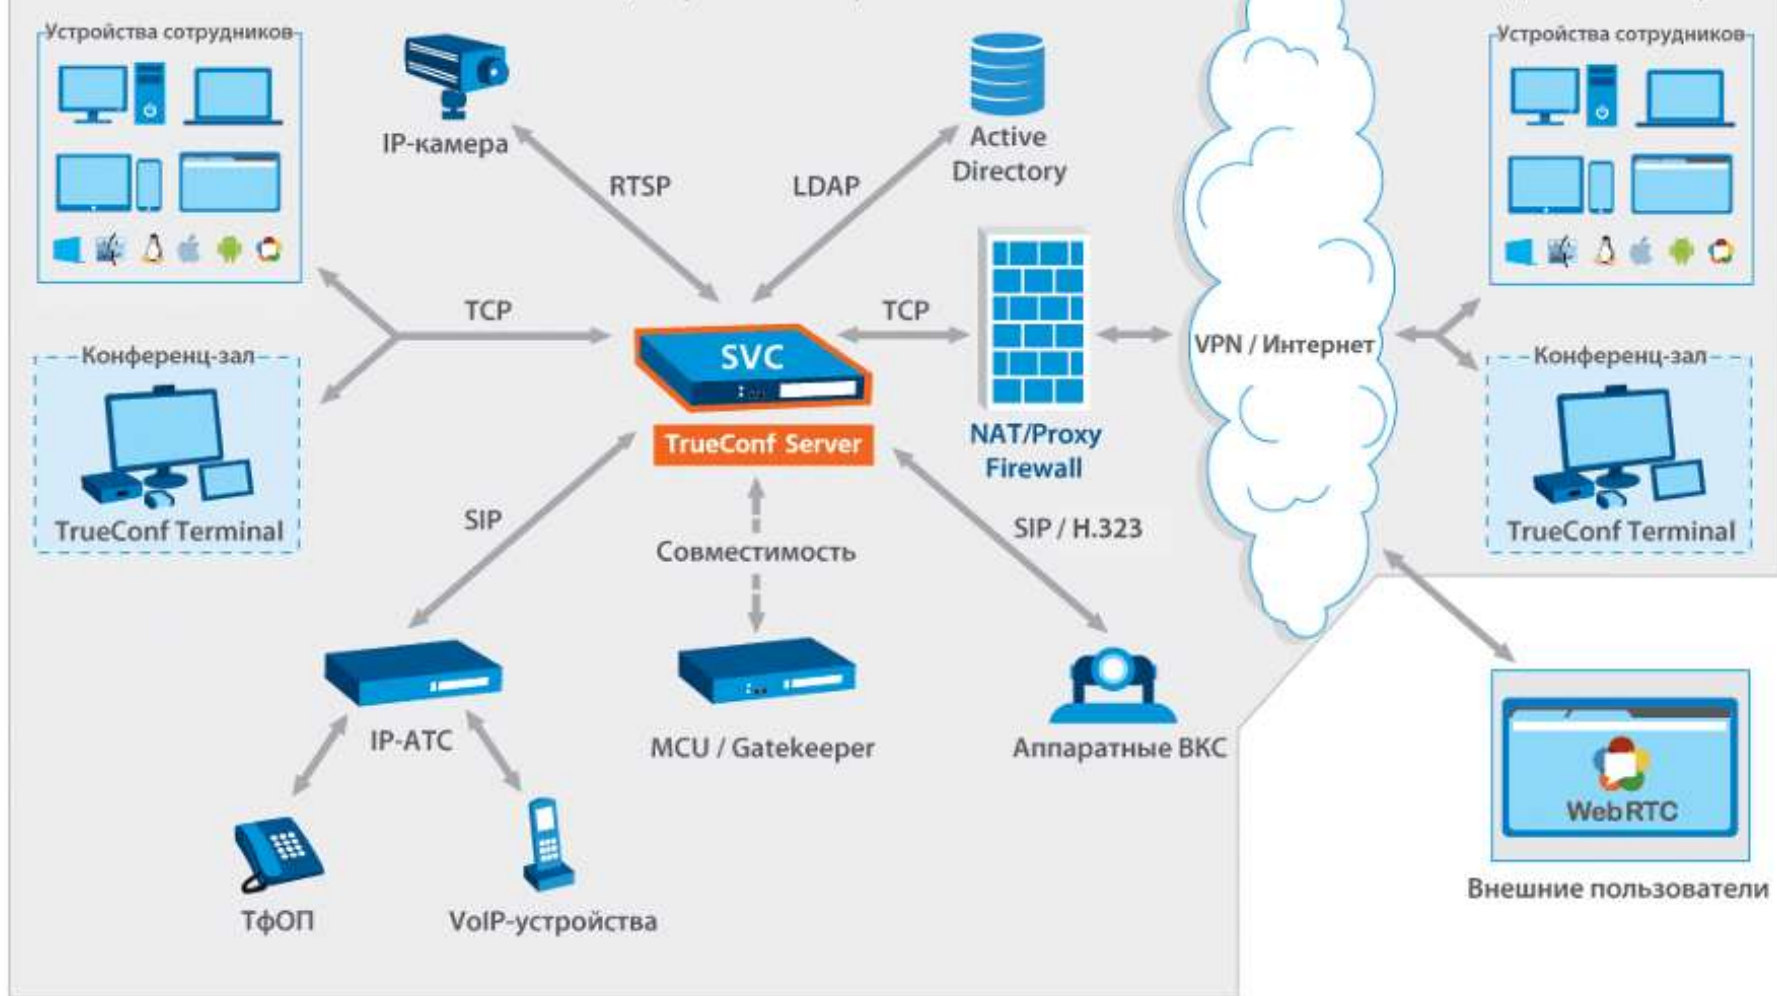 Устройства сотрудников
IP-камера
RTSP
LDAP
Active
Directory
Устройства сотрудников
TCP
TCP
SVC
TrueConf Server
NAT/Proxy
Firewall
VPN / Интернет
Конференц-зал
TrueConf Terminal
Конференц-зал
TrueConf Terminal
SIP
Совместимость
SIP / H.323
IP-АТС
MCU / Gatekeeper
Аппаратные ВКС
WebRTC
Внешние пользователи
ТфОП
VoIP-устройства